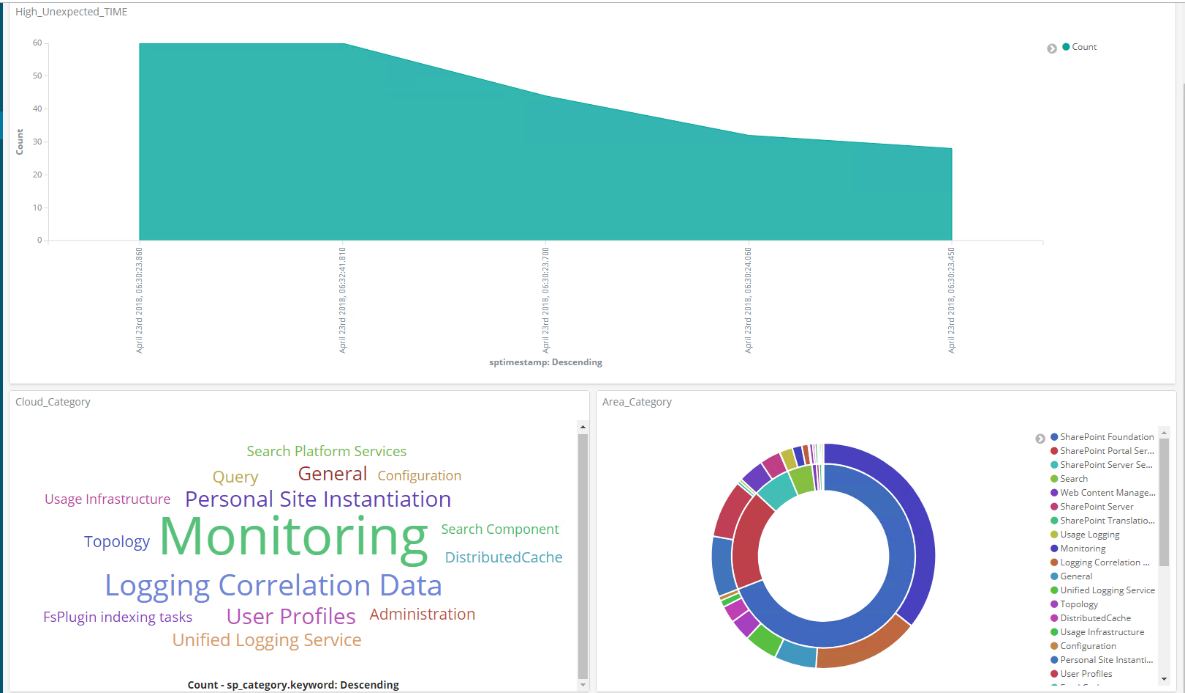 High_Unexpected_TIME
Count
60
50
40
30
20
10
0
Count
April 23rd 2018, 06:30:23.860
April 23rd 2018, 06:32:41.810
April 23rd 2018, 06:30:23.700
April 23rd 2018, 06:30:24.060
April 23rd 2018, 06:30:23.450
sptimestamp: Descending
Cloud_Category
Search Platform Services
Query General Configuration
Usage Infrastructure Personal Site Instantiation
Topology Monitoring Search Component
DistributedCache
Logging Correlation Data
FsPlugin indexing tasks User Profiles Administration
Unified Logging Service
Count - sp_category.keyword: Descending
Area_Category
SharePoint Foundation
SharePoint Portal Ser...
SharePoint Server Se...
Search
Web Content Manage...
SharePoint Server
SharePoint Translatio...
Usage Logging
Monitoring
Logging Correlation ...
General
Unified Logging Service
Topology
DistributedCache
Usage Infrastructure
Configuration
Personal Site Instanti...
User Profiles